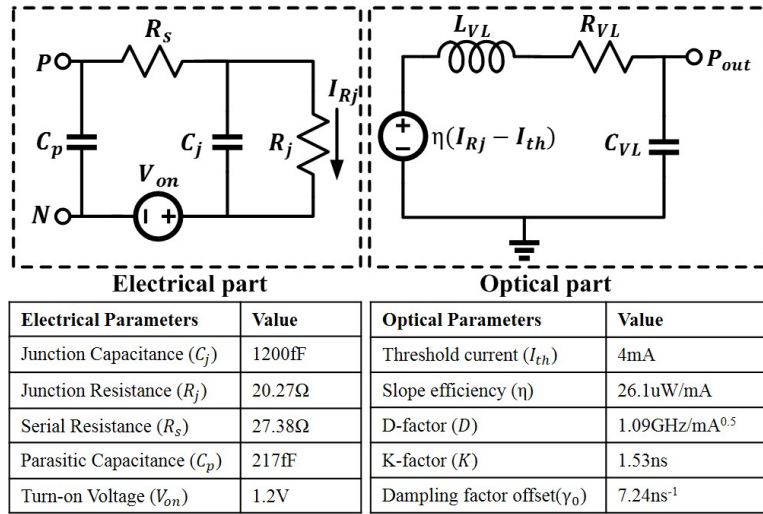 R_s
P
I_Rj
C_p
C_j
R_j
V_on
N
L_VL
R_VL
P_out
η(I_Rj − I_th)
C_VL
Electrical part
Electrical Parameters Value
Junction Capacitance (C_j) 1200fF
Junction Resistance (R_j) 20.27Ω
Serial Resistance (R_s) 27.38Ω
Parasitic Capacitance (C_p) 217fF
Turn-on Voltage (V_on) 1.2V
Optical part
Optical Parameters Value
Threshold current (I_th) 4mA
Slope efficiency (η) 26.1uW/mA
D-factor (D) 1.09GHz/mA^0.5
K-factor (K) 1.53ns
Dampling factor offset(γ_0) 7.24ns^-1